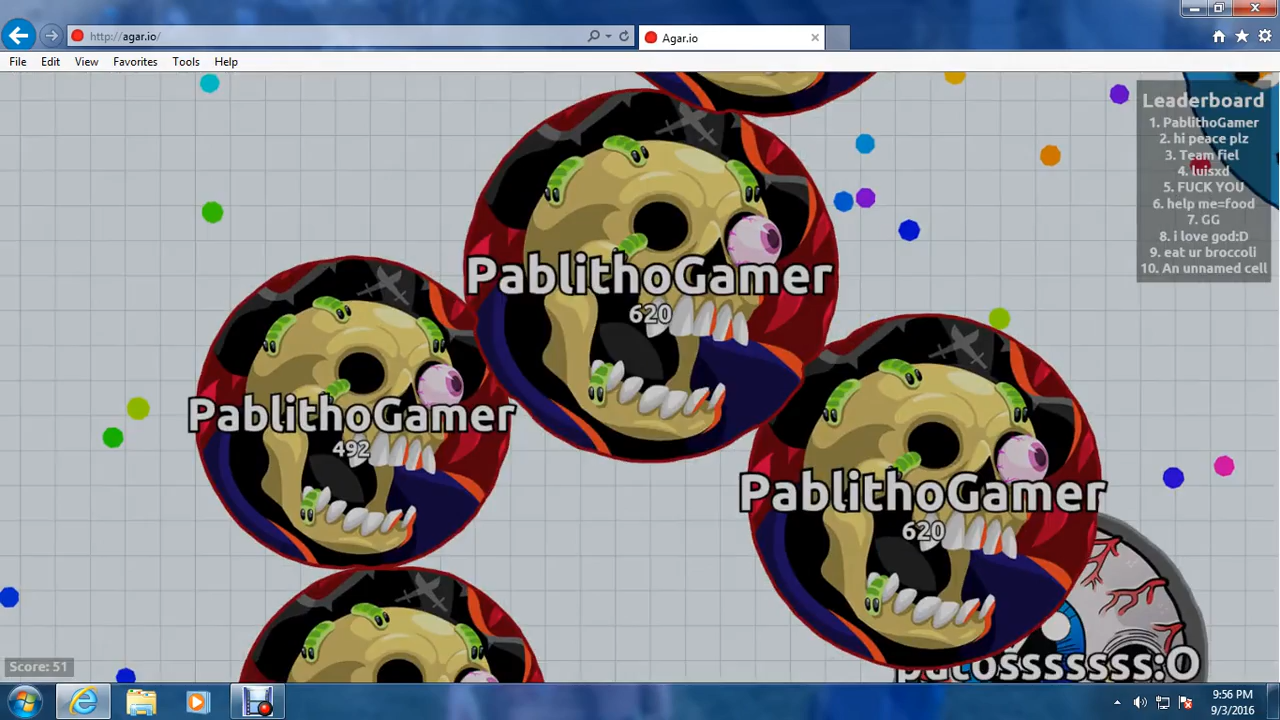 http://agar.io/
Agar.io
File Edit View Favorites Tools Help
Leaderboard
1. PablithoGamer
2. hi peace plz
3. Team fiel
4. luisxd
5. FUCK YOU
6. help me=food
7. GG
8. i love god:D
9. eat ur broccoli
10. An unnamed cell
PablithoGamer
620
PablithoGamer
492
PablithoGamer
620
patosssssss:O
Score: 51
9:56 PM
9/3/2016